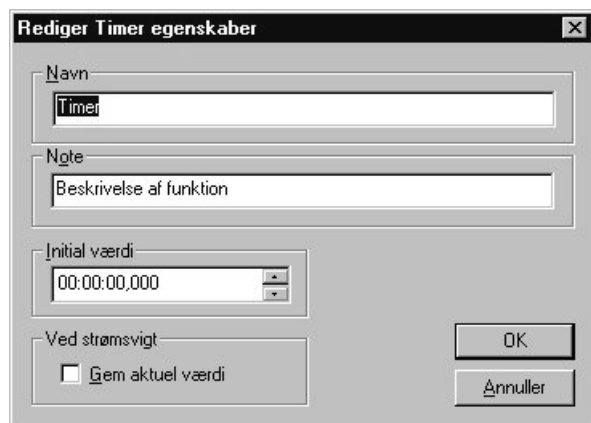 Rediger Timer egenskaber
Navn
Timer
Note
Beskrivelse af funktion
Initial værdi
00:00:00,000
Ved strømsvigt
Gem aktuel værdi
OK
Annuller